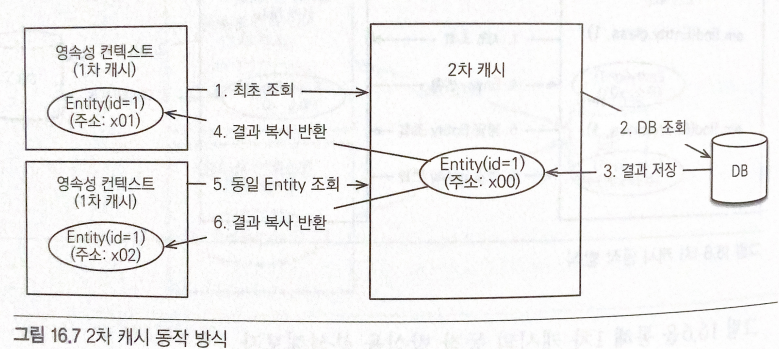 영속성 컨텍스트
(1차 캐시)
Entity(id=1)
(주소: x01)
1. 최초 조회
4. 결과 복사 반환
2차 캐시
Entity(id=1)
(주소: x00)
2. DB 조회
3. 결과 저장
DB
영속성 컨텍스트
(1차 캐시)
Entity(id=1)
(주소: x02)
5. 동일 Entity 조회
6. 결과 복사 반환
그림 16.7 2차 캐시 동작 방식